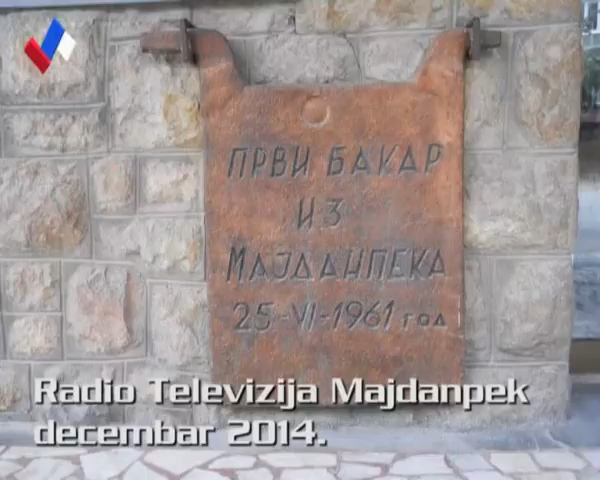 ПРВИ БАКАР
ИЗ
МАЈДАНПЕКА
25-VI-1961 год
Radio Televizija Majdanpek
decembar 2014.